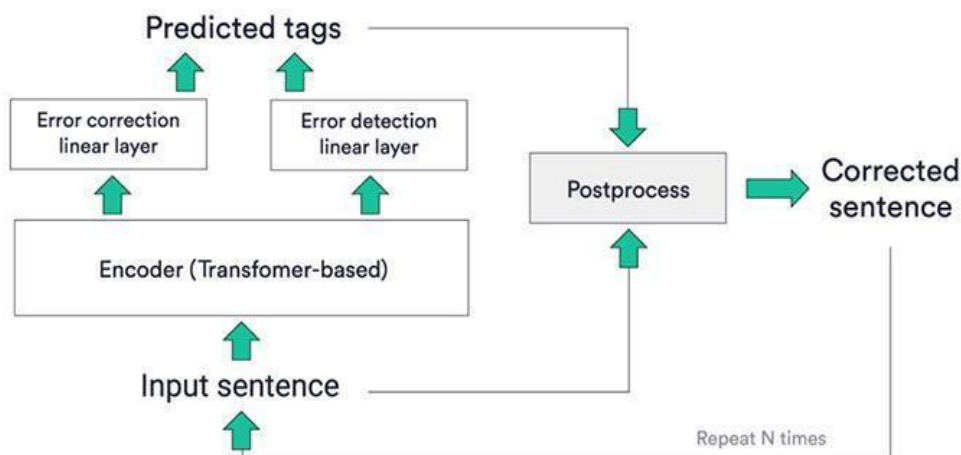 Predicted tags
Error correction
linear layer
Error detection
linear layer
Postprocess
Corrected
sentence
Encoder (Transfomer-based)
Input sentence
Repeat N times